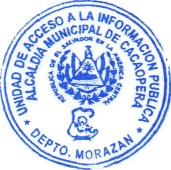 UNIDAD DE ACCESO A LA INFORMACION PUBLICA
ALCALDIA MUNICIPAL DE CACAOPERA
REPUBLICA DE EL SALVADOR EN LA AMERICA CENTRAL
DEPTO. MORAZAN